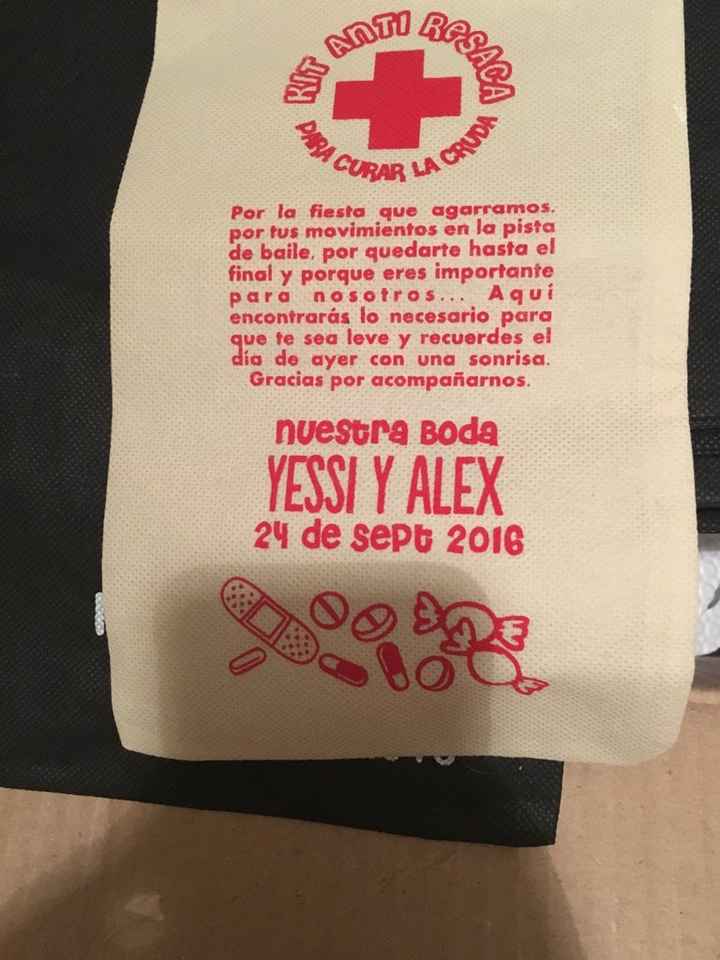 KIT ANTI RESACA
PARA CURAR LA CRUDA
Por la fiesta que agarramos.
por tus movimientos en la pista
de baile, por quedarte hasta el
final y porque eres importante
para nosotros... Aquí
encontrarás lo necesario para
que te sea leve y recuerdes el
día de ayer con una sonrisa.
Gracias por acompañarnos.
nuestra BODA
YESSI Y ALEX
24 de sept 2016